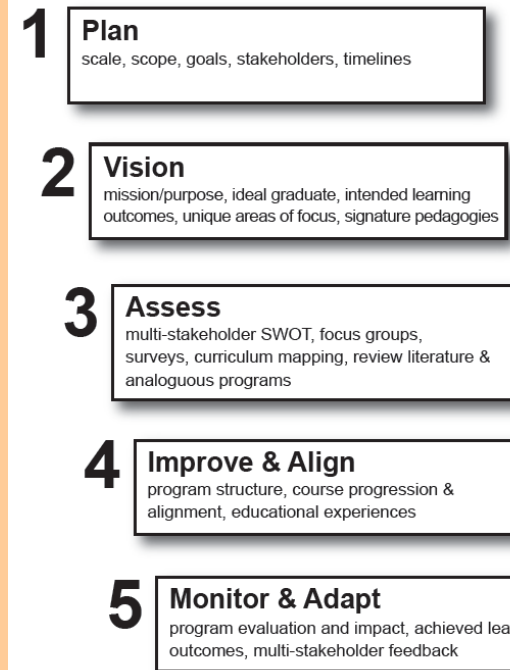 1 Plan
scale, scope, goals, stakeholders, timelines
2 Vision
mission/purpose, ideal graduate, intended learning
outcomes, unique areas of focus, signature pedagogies
3 Assess
multi-stakeholder SWOT, focus groups,
surveys, curriculum mapping, review literature &
analoguous programs
4 Improve & Align
program structure, course progression &
alignment, educational experiences
5 Monitor & Adapt
program evaluation and impact, achieved
outcomes, multi-stakeholder feedback